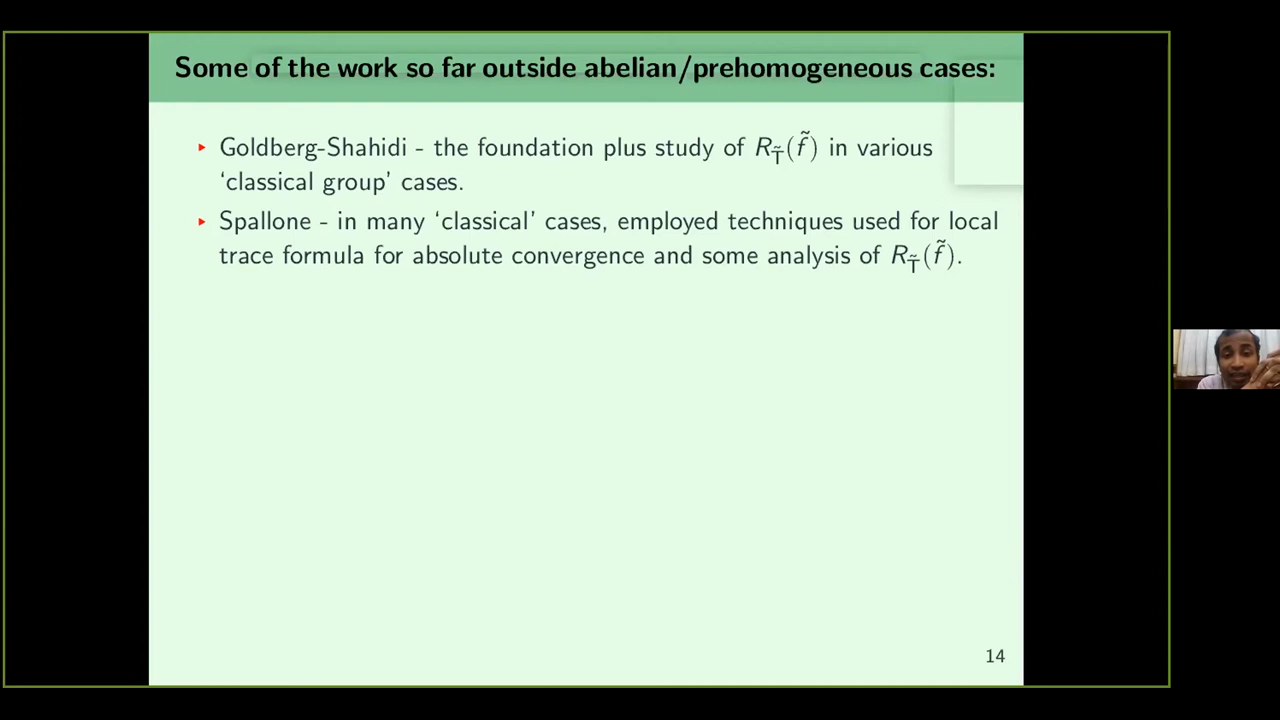 Some of the work so far outside abelian/prehomogeneous cases:
▸ Goldberg-Shahidi - the foundation plus study of R_T̃(f̃) in various
‘classical group’ cases.
▸ Spallone - in many ‘classical’ cases, employed techniques used for local
trace formula for absolute convergence and some analysis of R_T̃(f̃).
14